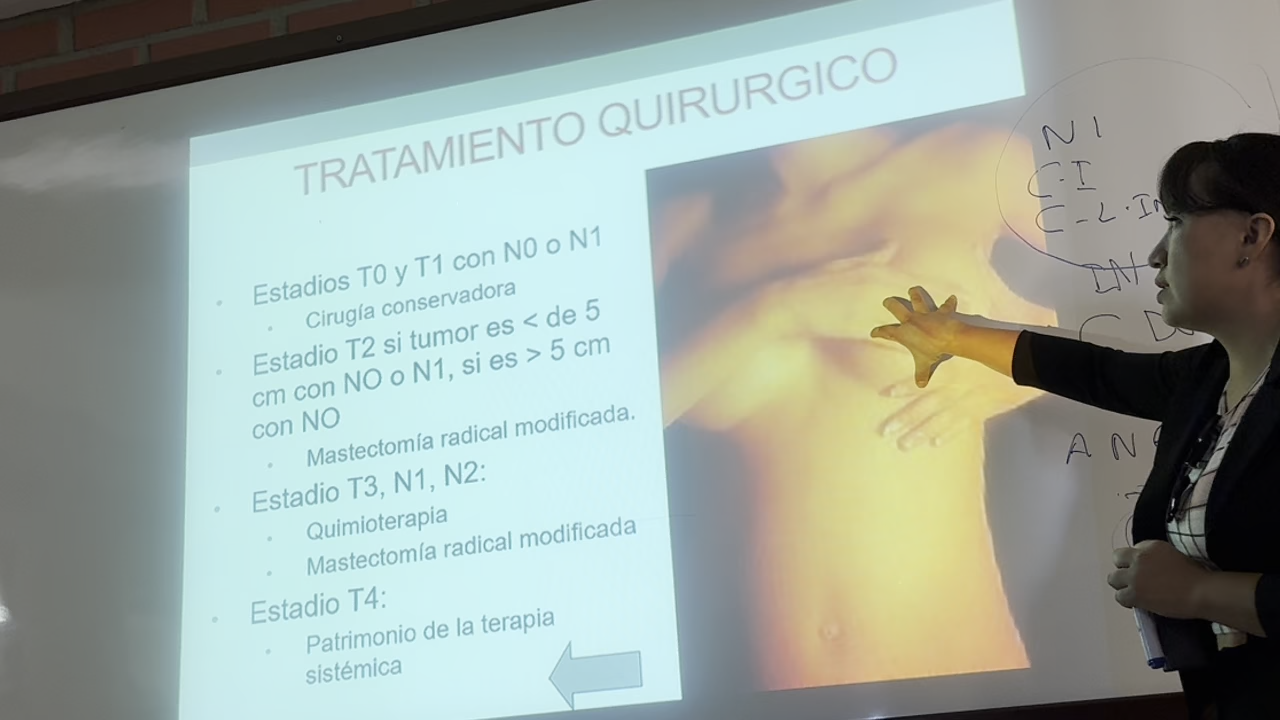 TRATAMIENTO QUIRURGICO
Estadios T0 y T1 con N0 o N1
Cirugía conservadora
Estadio T2 si tumor es < de 5
cm con NO o N1, si es > 5 cm
con NO
Mastectomía radical modificada.
Estadio T3, N1, N2:
Quimioterapia
Mastectomía radical modificada
Estadio T4:
Patrimonio de la terapia
sistémica
N I
C-I